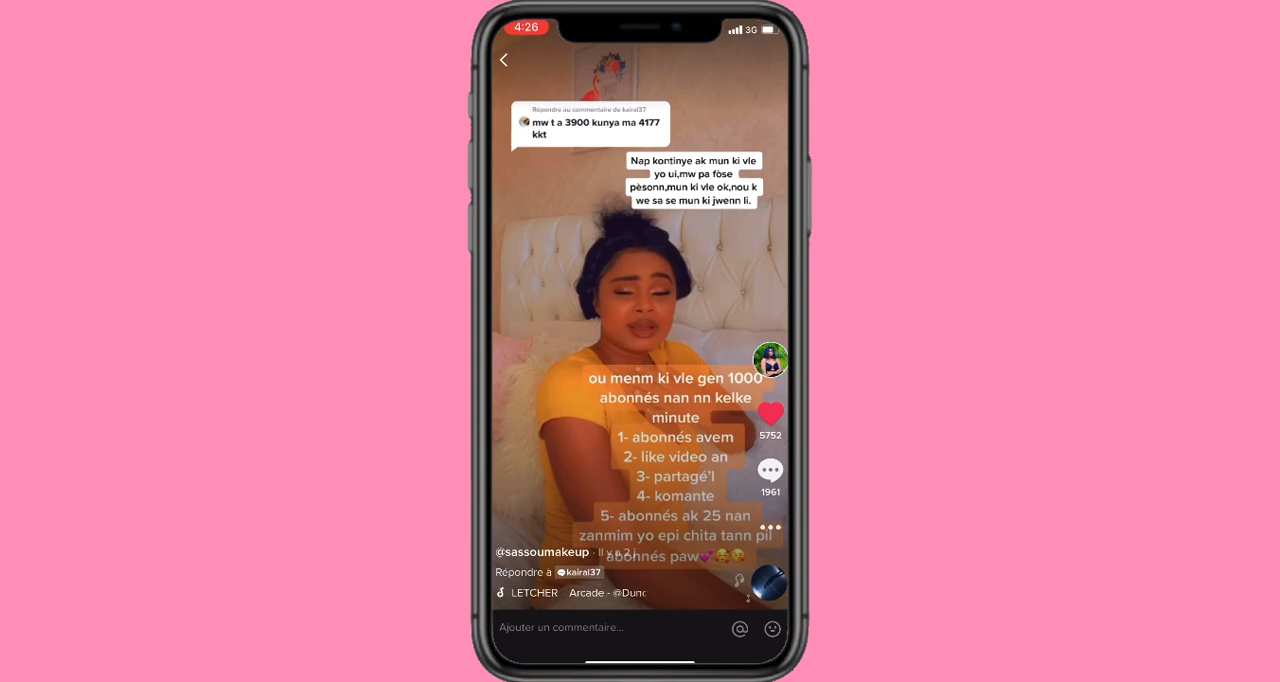 4:26
3G
Répondre au commentaire de kairal37
mw t a 3900 kunya ma 4177
kkt
Nap kontinye ak mun ki vle
yo ui,mw pa fòse
pèsonn,mun ki vle ok,nou k
we sa se mun ki jwenn li.
ou menm ki vle gen 1000
abonnés nan nn kelke
minute
1- abonnés avem
2- like video an
3- partagé'l
4- komante
5- abonnés ak 25 nan
zanmim yo epi chita tann pil
abonnés paw💕🥰😘
5752
1961
@sassoumakeup · Il y a 2 j
Répondre à kairal37
LETCHER Arcade - @Dunc
Ajouter un commentaire...